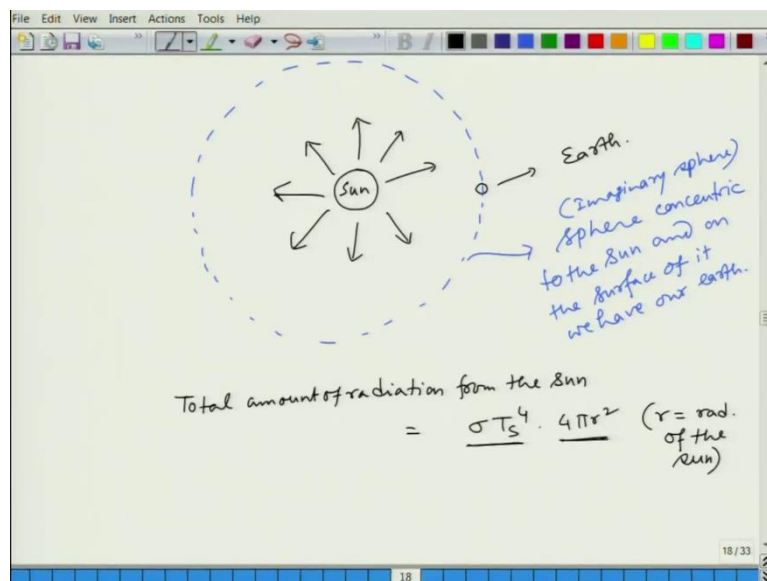 File Edit View Insert Actions Tools Help
B I
Earth.
Sun
(Imaginary sphere)
sphere concentric
to the Sun and on
the surface of it
we have our earth.
Total amount of radiation from the sun
= σTs⁴ . 4πr² (r = rad.
of the
sun)
18/33
18